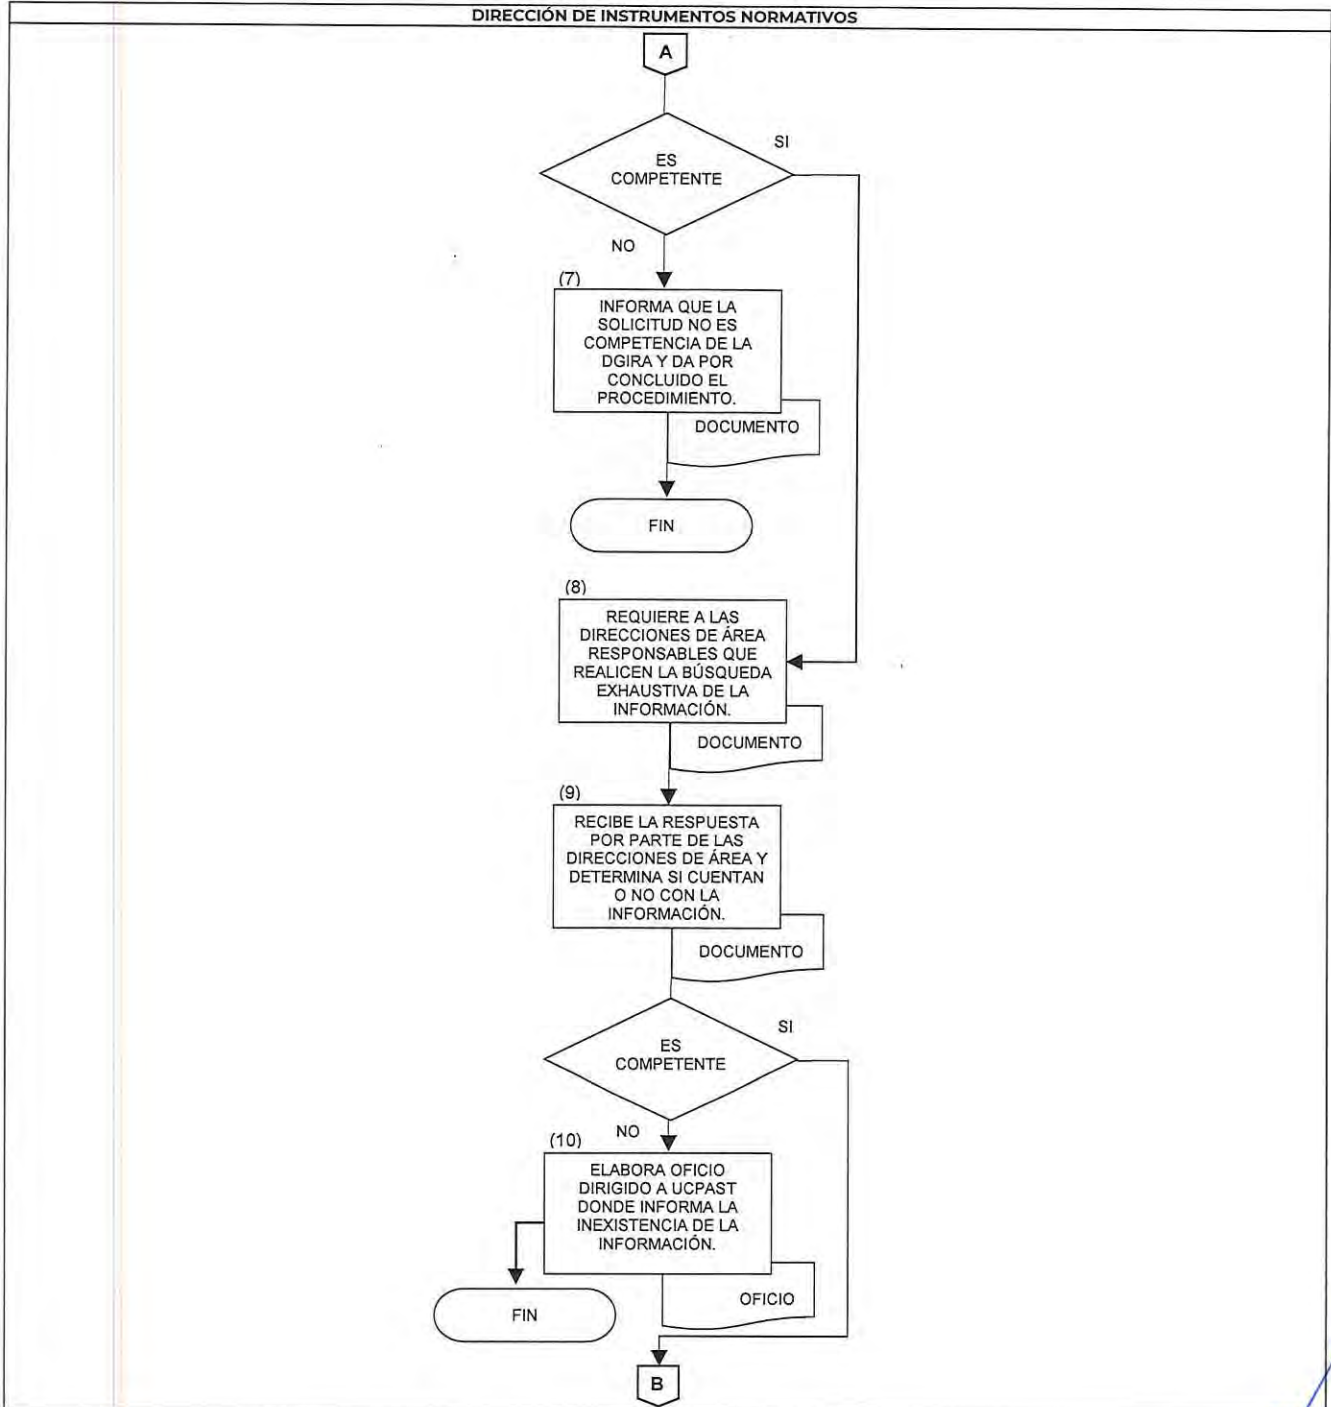 DIRECCIÓN DE INSTRUMENTOS NORMATIVOS
A
ES
COMPETENTE
SI
NO
(7)
INFORMA QUE LA
SOLICITUD NO ES
COMPETENCIA DE LA
DGIRA Y DA POR
CONCLUIDO EL
PROCEDIMIENTO.
DOCUMENTO
FIN
(8)
REQUIERE A LAS
DIRECCIONES DE ÁREA
RESPONSABLES QUE
REALICEN LA BÚSQUEDA
EXHAUSTIVA DE LA
INFORMACIÓN.
DOCUMENTO
(9)
RECIBE LA RESPUESTA
POR PARTE DE LAS
DIRECCIONES DE ÁREA Y
DETERMINA SI CUENTAN
O NO CON LA
INFORMACIÓN.
DOCUMENTO
ES
COMPETENTE
SI
NO
(10)
ELABORA OFICIO
DIRIGIDO A UCPAST
DONDE INFORMA LA
INEXISTENCIA DE LA
INFORMACIÓN.
OFICIO
FIN
B